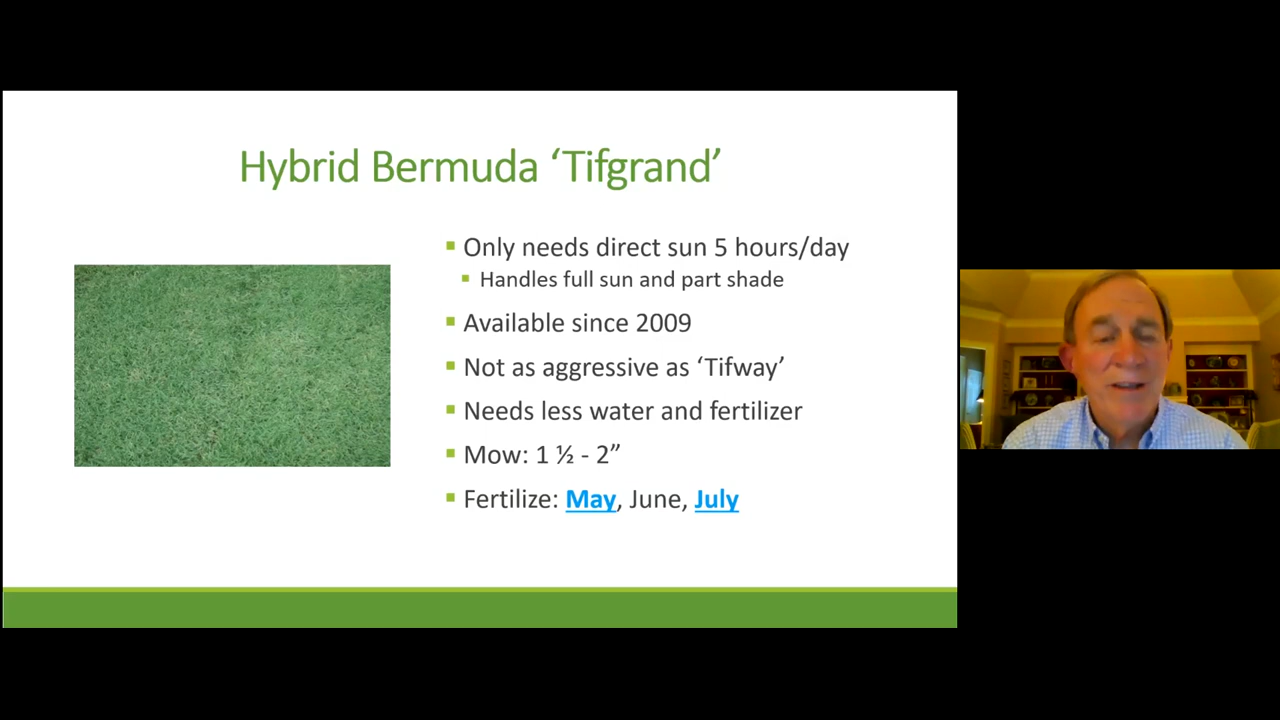 Hybrid Bermuda ‘Tifgrand’
Only needs direct sun 5 hours/day
Handles full sun and part shade
Available since 2009
Not as aggressive as ‘Tifway’
Needs less water and fertilizer
Mow: 1 ½ - 2”
Fertilize: May, June, July